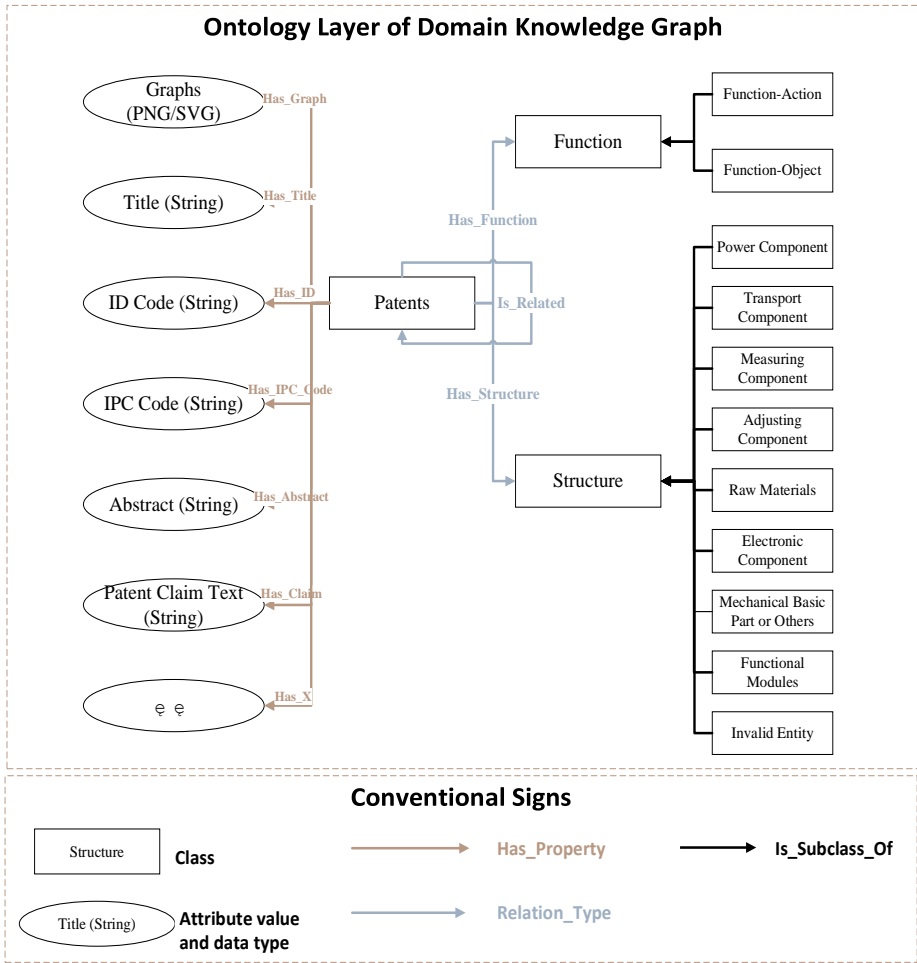 Ontology Layer of Domain Knowledge Graph
Graphs
(PNG/SVG)
Has_Graph
Title (String)
Has_Title
ID Code (String)
Has_ID
IPC Code (String)
Has_IPC_Code
Abstract (String)
Has_Abstract
Patent Claim Text
(String)
Has_Claim
Has_X
Patents
Has_Function
Is_Related
Has_Structure
Function
Structure
Function-Action
Function-Object
Power Component
Transport
Component
Measuring
Component
Adjusting
Component
Raw Materials
Electronic
Component
Mechanical Basic
Part or Others
Functional
Modules
Invalid Entity
Conventional Signs
Structure
Class
Has_Property
Is_Subclass_Of
Title (String)
Attribute value
and data type
Relation_Type